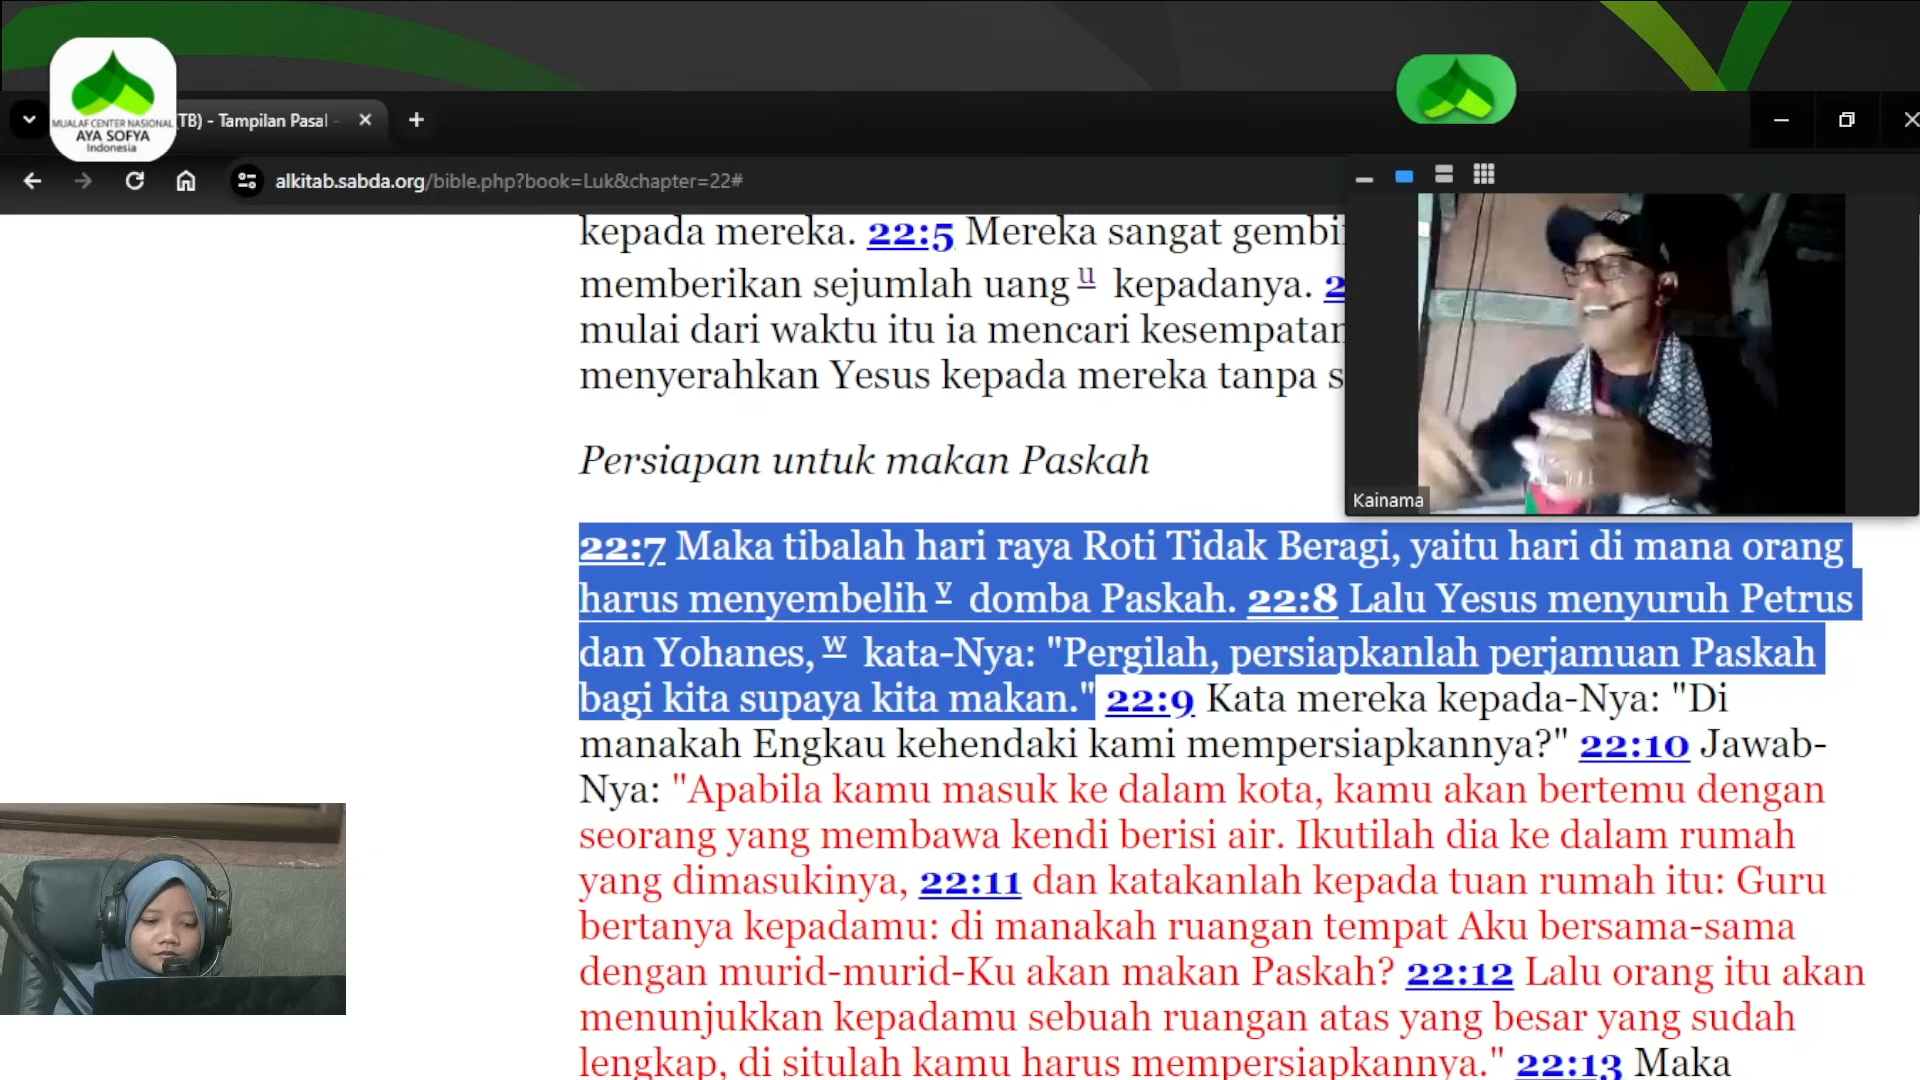 MUALAF CENTER NASIONAL
AYA SOFYA
Indonesia
(TB) - Tampilan Pasal -
alkitab.sabda.org/bible.php?book=Luk&chapter=22#
kepada mereka. 22:5 Mereka sangat
memberikan sejumlah uang u kepadanya.
mulai dari waktu itu ia mencari
menyerahkan Yesus kepada mereka tanpa
Persiapan untuk makan Paskah
Kainama
22:7 Maka tibalah hari raya Roti Tidak Beragi, yaitu hari di mana orang
harus menyembelih v domba Paskah. 22:8 Lalu Yesus menyuruh Petrus
dan Yohanes, w kata-Nya: "Pergilah, persiapkanlah perjamuan Paskah
bagi kita supaya kita makan." 22:9 Kata mereka kepada-Nya: "Di
manakah Engkau kehendaki kami mempersiapkannya?" 22:10 Jawab-
Nya: "Apabila kamu masuk ke dalam kota, kamu akan bertemu dengan
seorang yang membawa kendi berisi air. Ikutilah dia ke dalam rumah
yang dimasukinya, 22:11 dan katakanlah kepada tuan rumah itu: Guru
bertanya kepadamu: di manakah ruangan tempat Aku bersama-sama
dengan murid-murid-Ku akan makan Paskah? 22:12 Lalu orang itu akan
menunjukkan kepadamu sebuah ruangan atas yang besar yang sudah
lengkap, di situlah kamu harus mempersiapkannya." 22:13 Maka